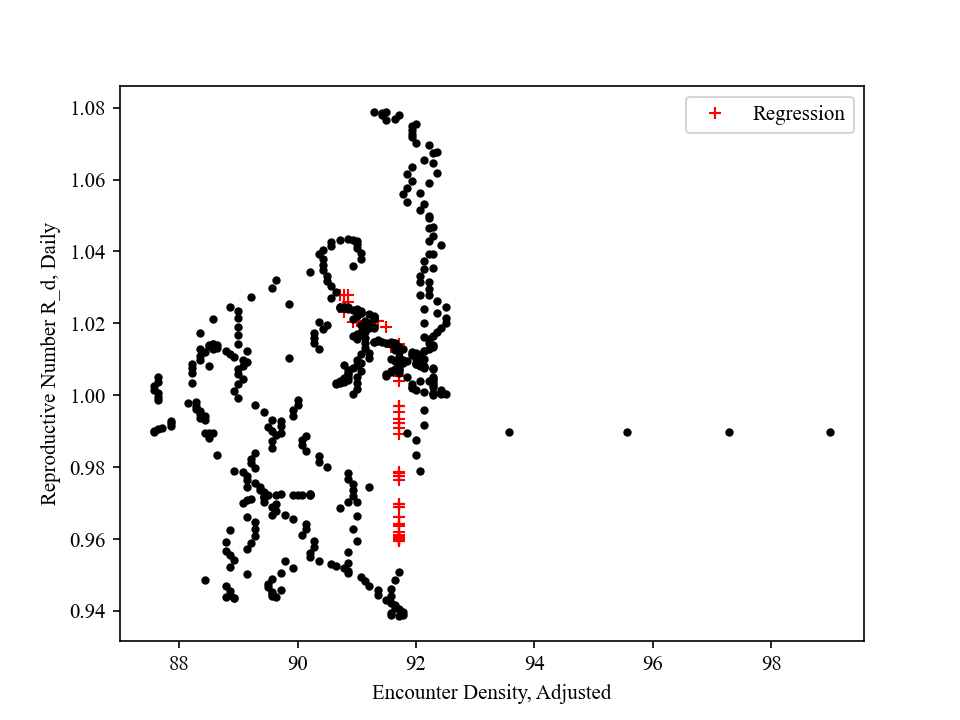 Regression
1.08
1.06
1.04
1.02
1.00
0.98
0.96
0.94
Reproductive Number R_d, Daily
88 90 92 94 96 98
Encounter Density, Adjusted